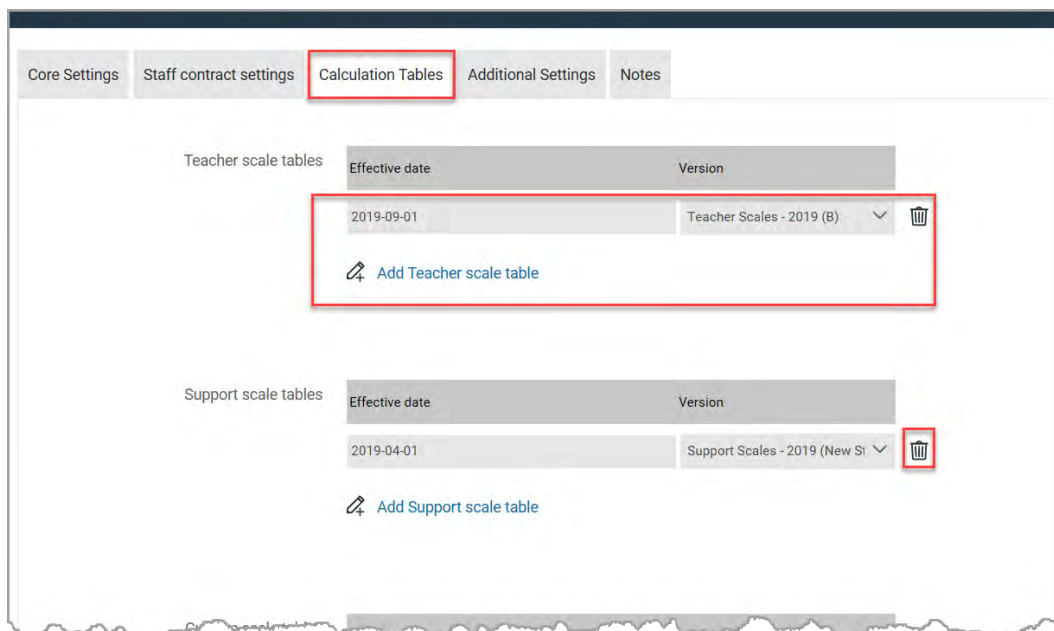 Core Settings Staff contract settings Calculation Tables Additional Settings Notes
Teacher scale tables
Effective date Version
2019-09-01 Teacher Scales - 2019 (B)
Add Teacher scale table
Support scale tables
Effective date Version
2019-04-01 Support Scales - 2019 (New St
Add Support scale table